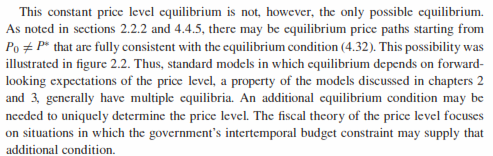 This constant price level equilibrium is not, however, the only possible equilibrium.
As noted in sections 2.2.2 and 4.4.5, there may be equilibrium price paths starting from
P₀ ≠ P* that are fully consistent with the equilibrium condition (4.32). This possibility was
illustrated in figure 2.2. Thus, standard models in which equilibrium depends on forward-
looking expectations of the price level, a property of the models discussed in chapters 2
and 3, generally have multiple equilibria. An additional equilibrium condition may be
needed to uniquely determine the price level. The fiscal theory of the price level focuses
on situations in which the government's intertemporal budget constraint may supply that
additional condition.